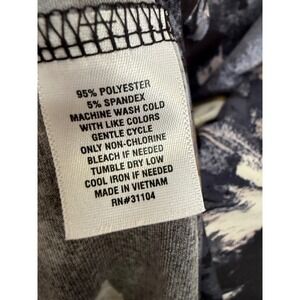 95% POLYESTER
5% SPANDEX
MACHINE WASH COLD
WITH LIKE COLORS
GENTLE CYCLE
ONLY NON-CHLORINE
BLEACH IF NEEDED
TUMBLE DRY LOW
COOL IRON IF NEEDED
MADE IN VIETNAM
RN#31104